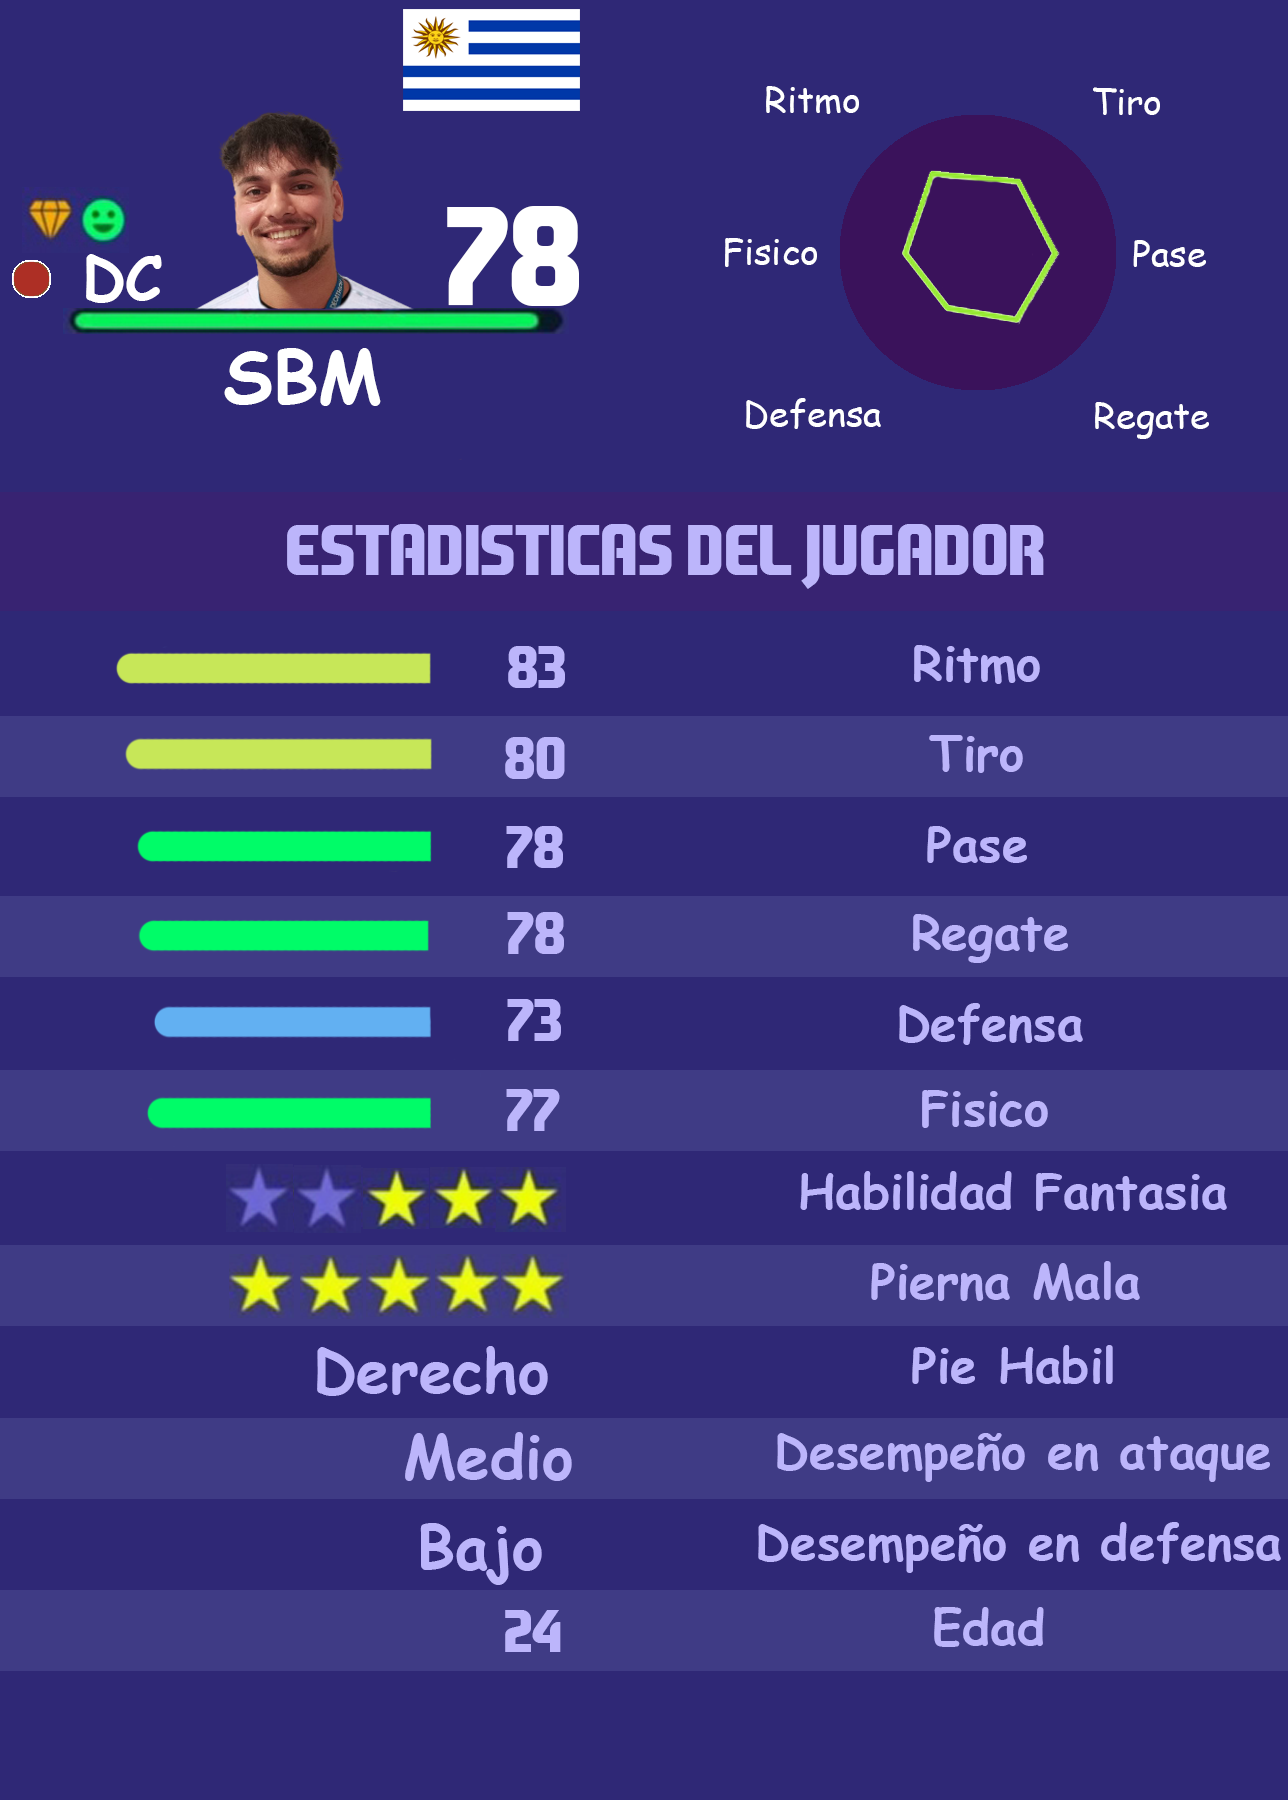 Ritmo
Tiro
DC
78
Fisico
Pase
SBM
Defensa
Regate
ESTADISTICAS DEL JUGADOR
83 Ritmo
80 Tiro
78 Pase
78 Regate
73 Defensa
77 Fisico
Habilidad Fantasia
Pierna Mala
Derecho Pie Habil
Medio Desempeño en ataque
Bajo Desempeño en defensa
24 Edad